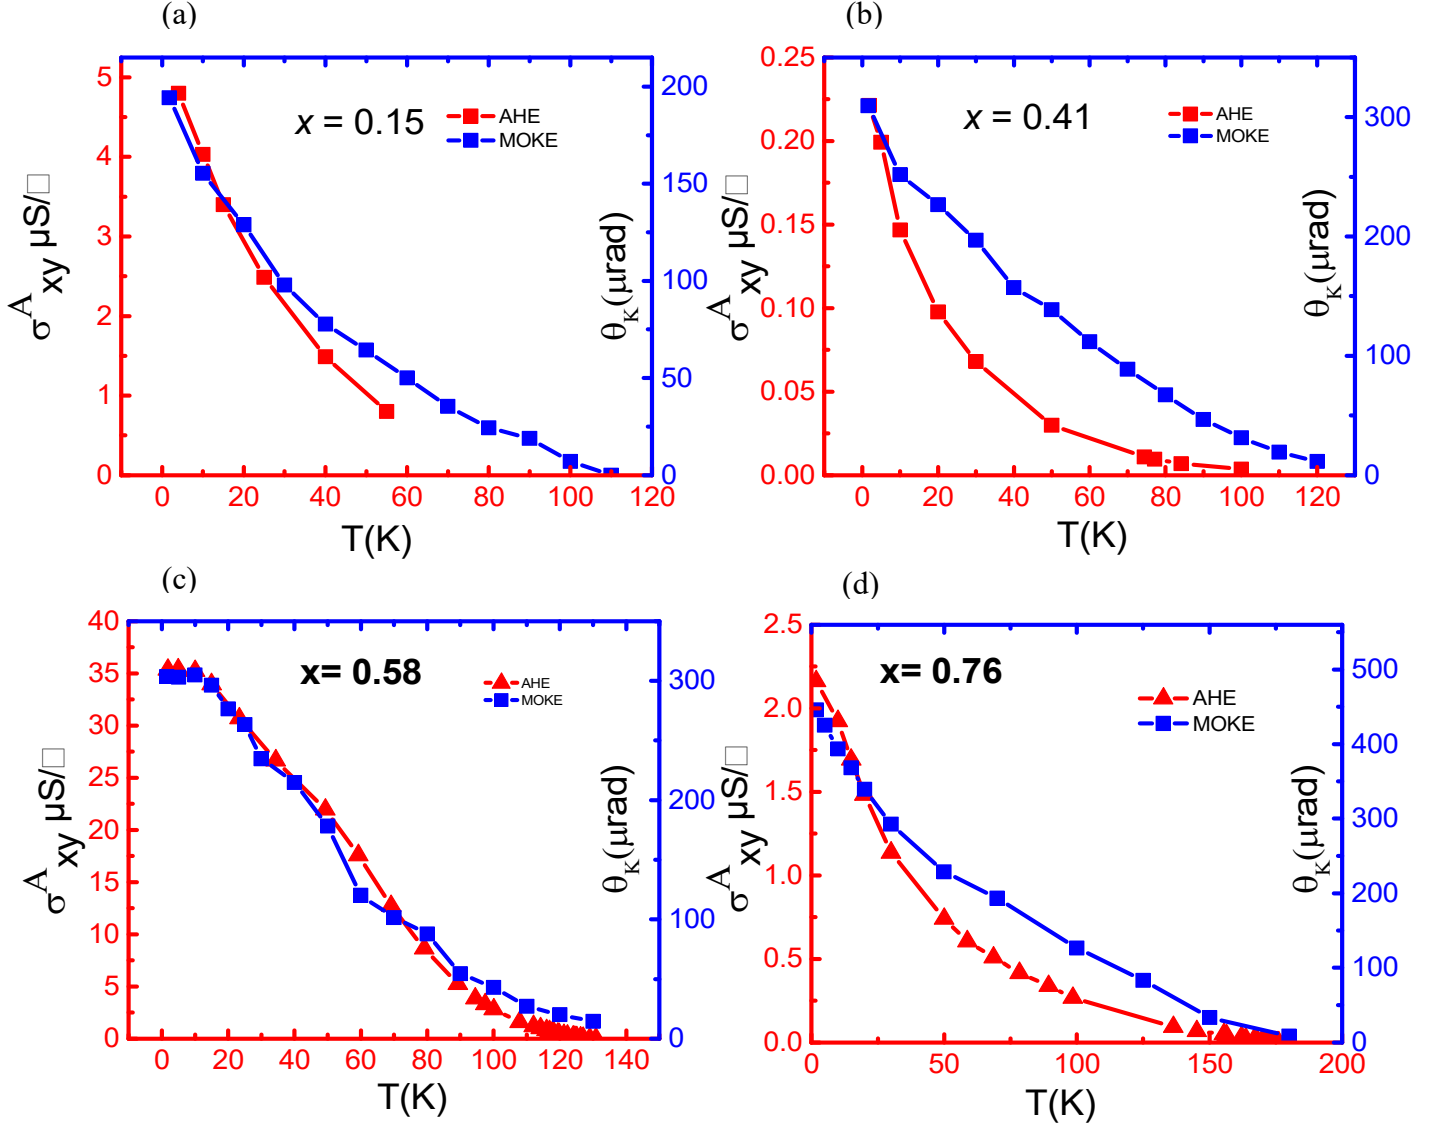 (a)
x = 0.15
AHE
MOKE
5
4
3
2
1
0
200
150
100
50
0
0 20 40 60 80 100 120
σ^A_xy µS/□
θ_K(µrad)
T(K)
(b)
x = 0.41
AHE
MOKE
0.25
0.20
0.15
0.10
0.05
0.00
300
200
100
0
0 20 40 60 80 100 120
σ^A_xy µS/□
θ_K(µrad)
T(K)
(c)
x= 0.58
AHE
MOKE
40
35
30
25
20
15
10
5
0
300
200
100
0
0 20 40 60 80 100 120 140
σ^A_xy µS/□
θ_K(µrad)
T(K)
(d)
x= 0.76
AHE
MOKE
2.5
2.0
1.5
1.0
0.5
0.0
500
400
300
200
100
0
0 50 100 150 200
σ^A_xy µS/□
θ_K(µrad)
T(K)